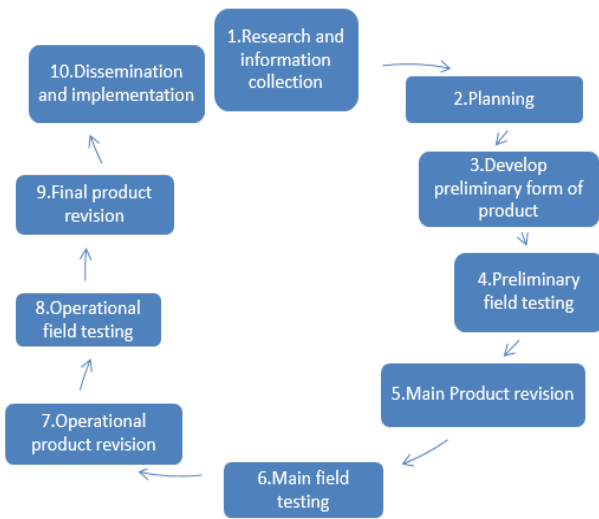 1.Research and
information
collection
2.Planning
3.Develop
preliminary form of
product
4.Preliminary
field testing
5.Main Product revision
6.Main field
testing
7.Operational
product revision
8.Operational
field testing
9.Final product
revision
10.Dissemination
and implementation